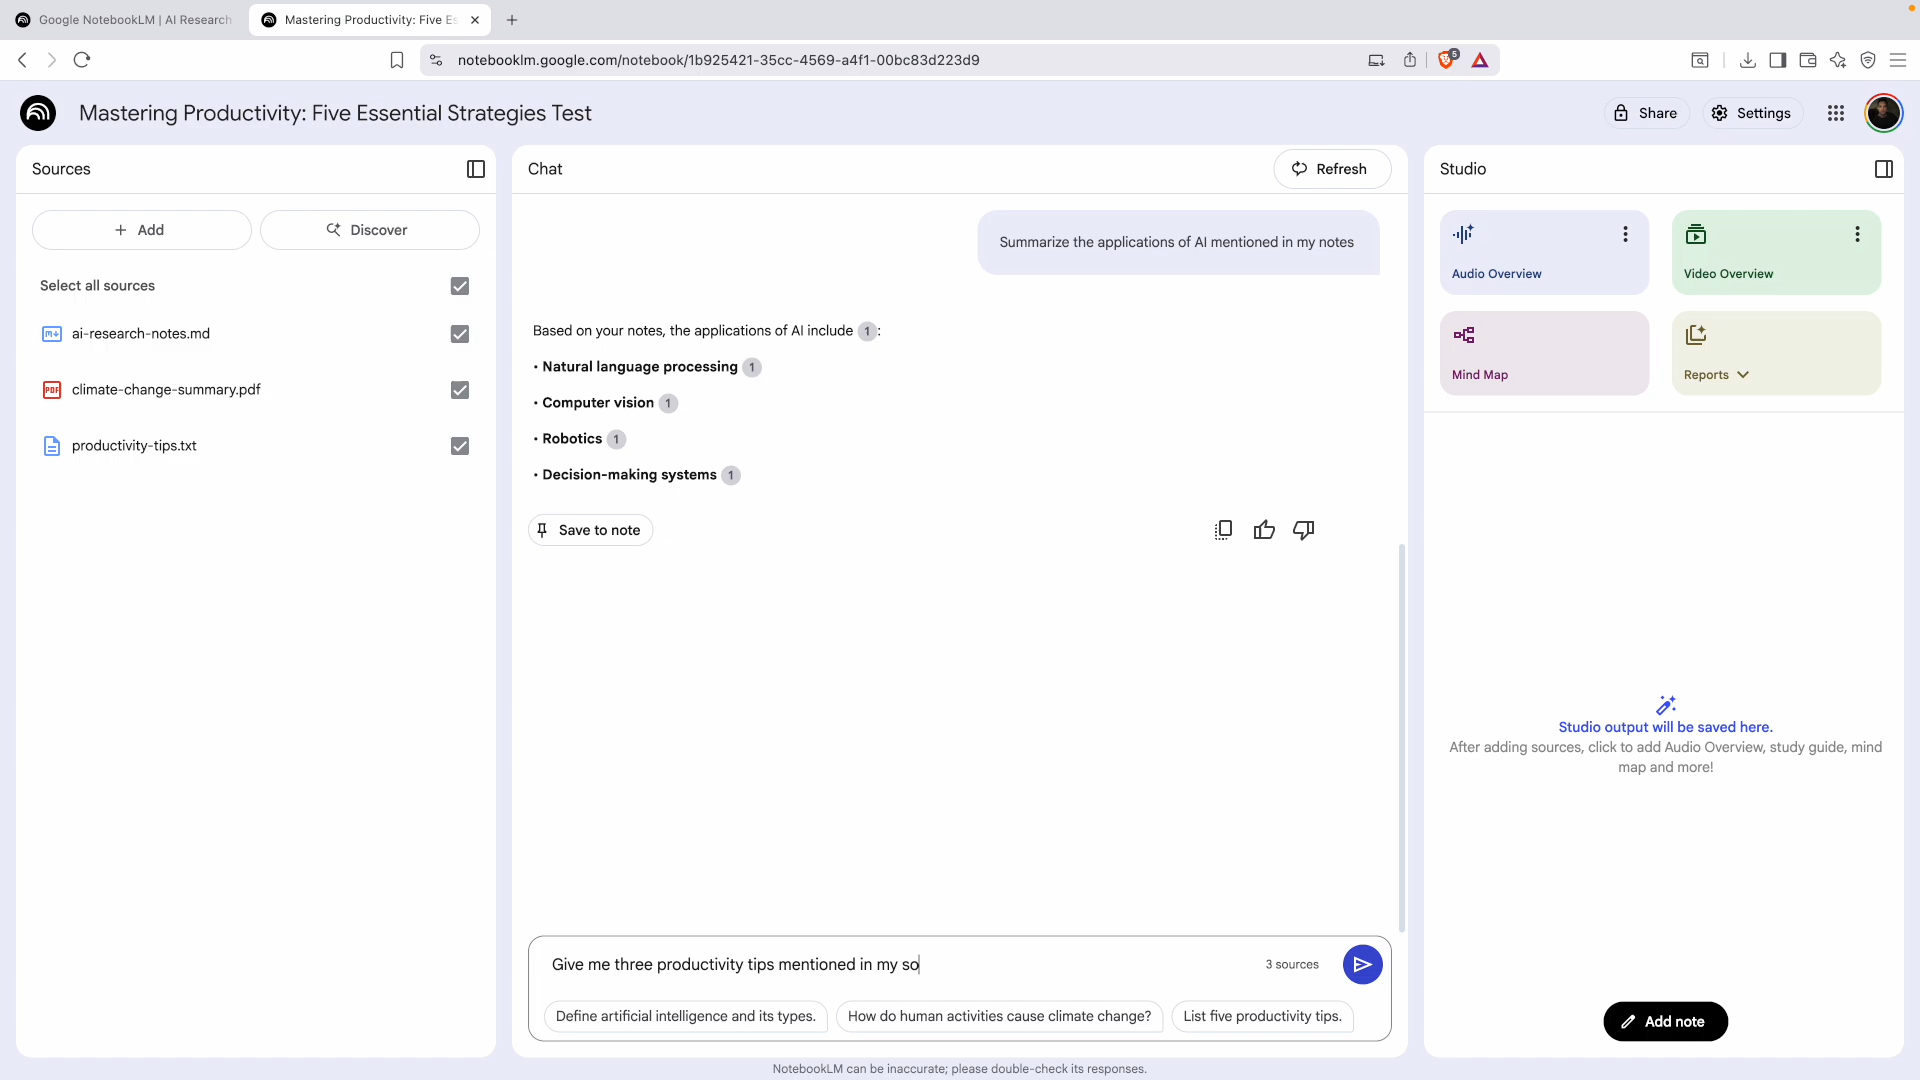 Google NotebookLM | AI Research
Mastering Productivity: Five Es
notebooklm.google.com/notebook/1b925421-35cc-4569-a4f1-00bc83d223d9
5
Mastering Productivity: Five Essential Strategies Test
Share
Settings
Sources
Add
Discover
Select all sources
ai-research-notes.md
PDF climate-change-summary.pdf
productivity-tips.txt
Chat
Refresh
Summarize the applications of AI mentioned in my notes
Based on your notes, the applications of AI include 1:
• Natural language processing 1
• Computer vision 1
• Robotics 1
• Decision-making systems 1
Save to note
Give me three productivity tips mentioned in my so
3 sources
Define artificial intelligence and its types.
How do human activities cause climate change?
List five productivity tips.
NotebookLM can be inaccurate; please double-check its responses.
Studio
Audio Overview
Video Overview
Mind Map
Reports
Studio output will be saved here.
After adding sources, click to add Audio Overview, study guide, mind
map and more!
Add note